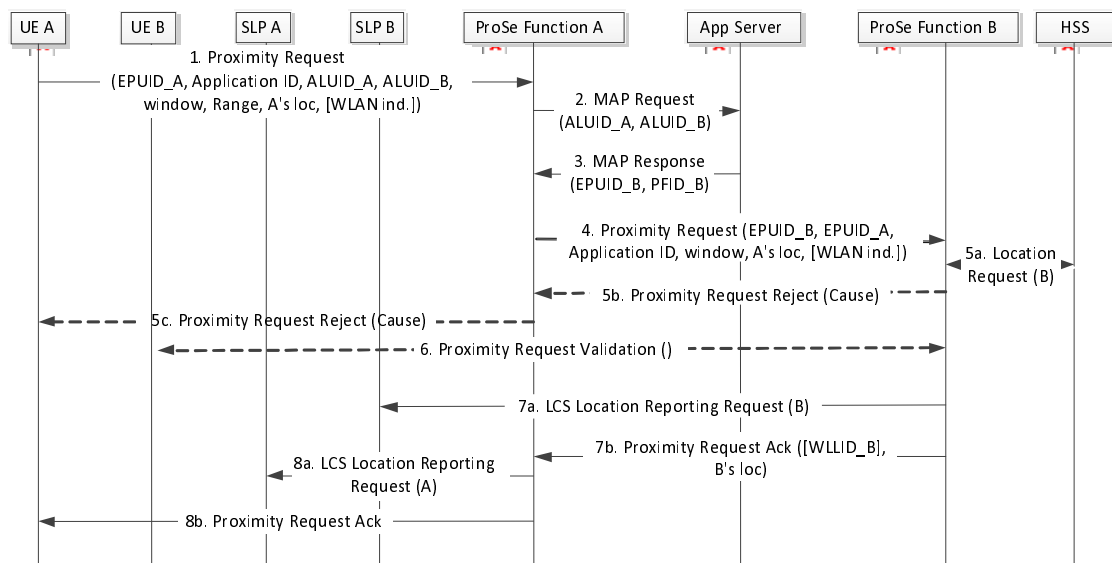 UE A
UE B
SLP A
SLP B
ProSe Function A
App Server
ProSe Function B
HSS
1. Proximity Request
(EPUID_A, Application ID, ALUID_A, ALUID_B,
window, Range, A's loc, [WLAN ind.])
2. MAP Request
(ALUID_A, ALUID_B)
3. MAP Response
(EPUID_B, PFID_B)
4. Proximity Request (EPUID_B, EPUID_A,
Application ID, window, A's loc, [WLAN ind.])
5a. Location
Request (B)
5b. Proximity Request Reject (Cause)
5c. Proximity Request Reject (Cause)
6. Proximity Request Validation ()
7a. LCS Location Reporting Request (B)
7b. Proximity Request Ack ([WLLID_B],
B's loc)
8a. LCS Location Reporting
Request (A)
8b. Proximity Request Ack